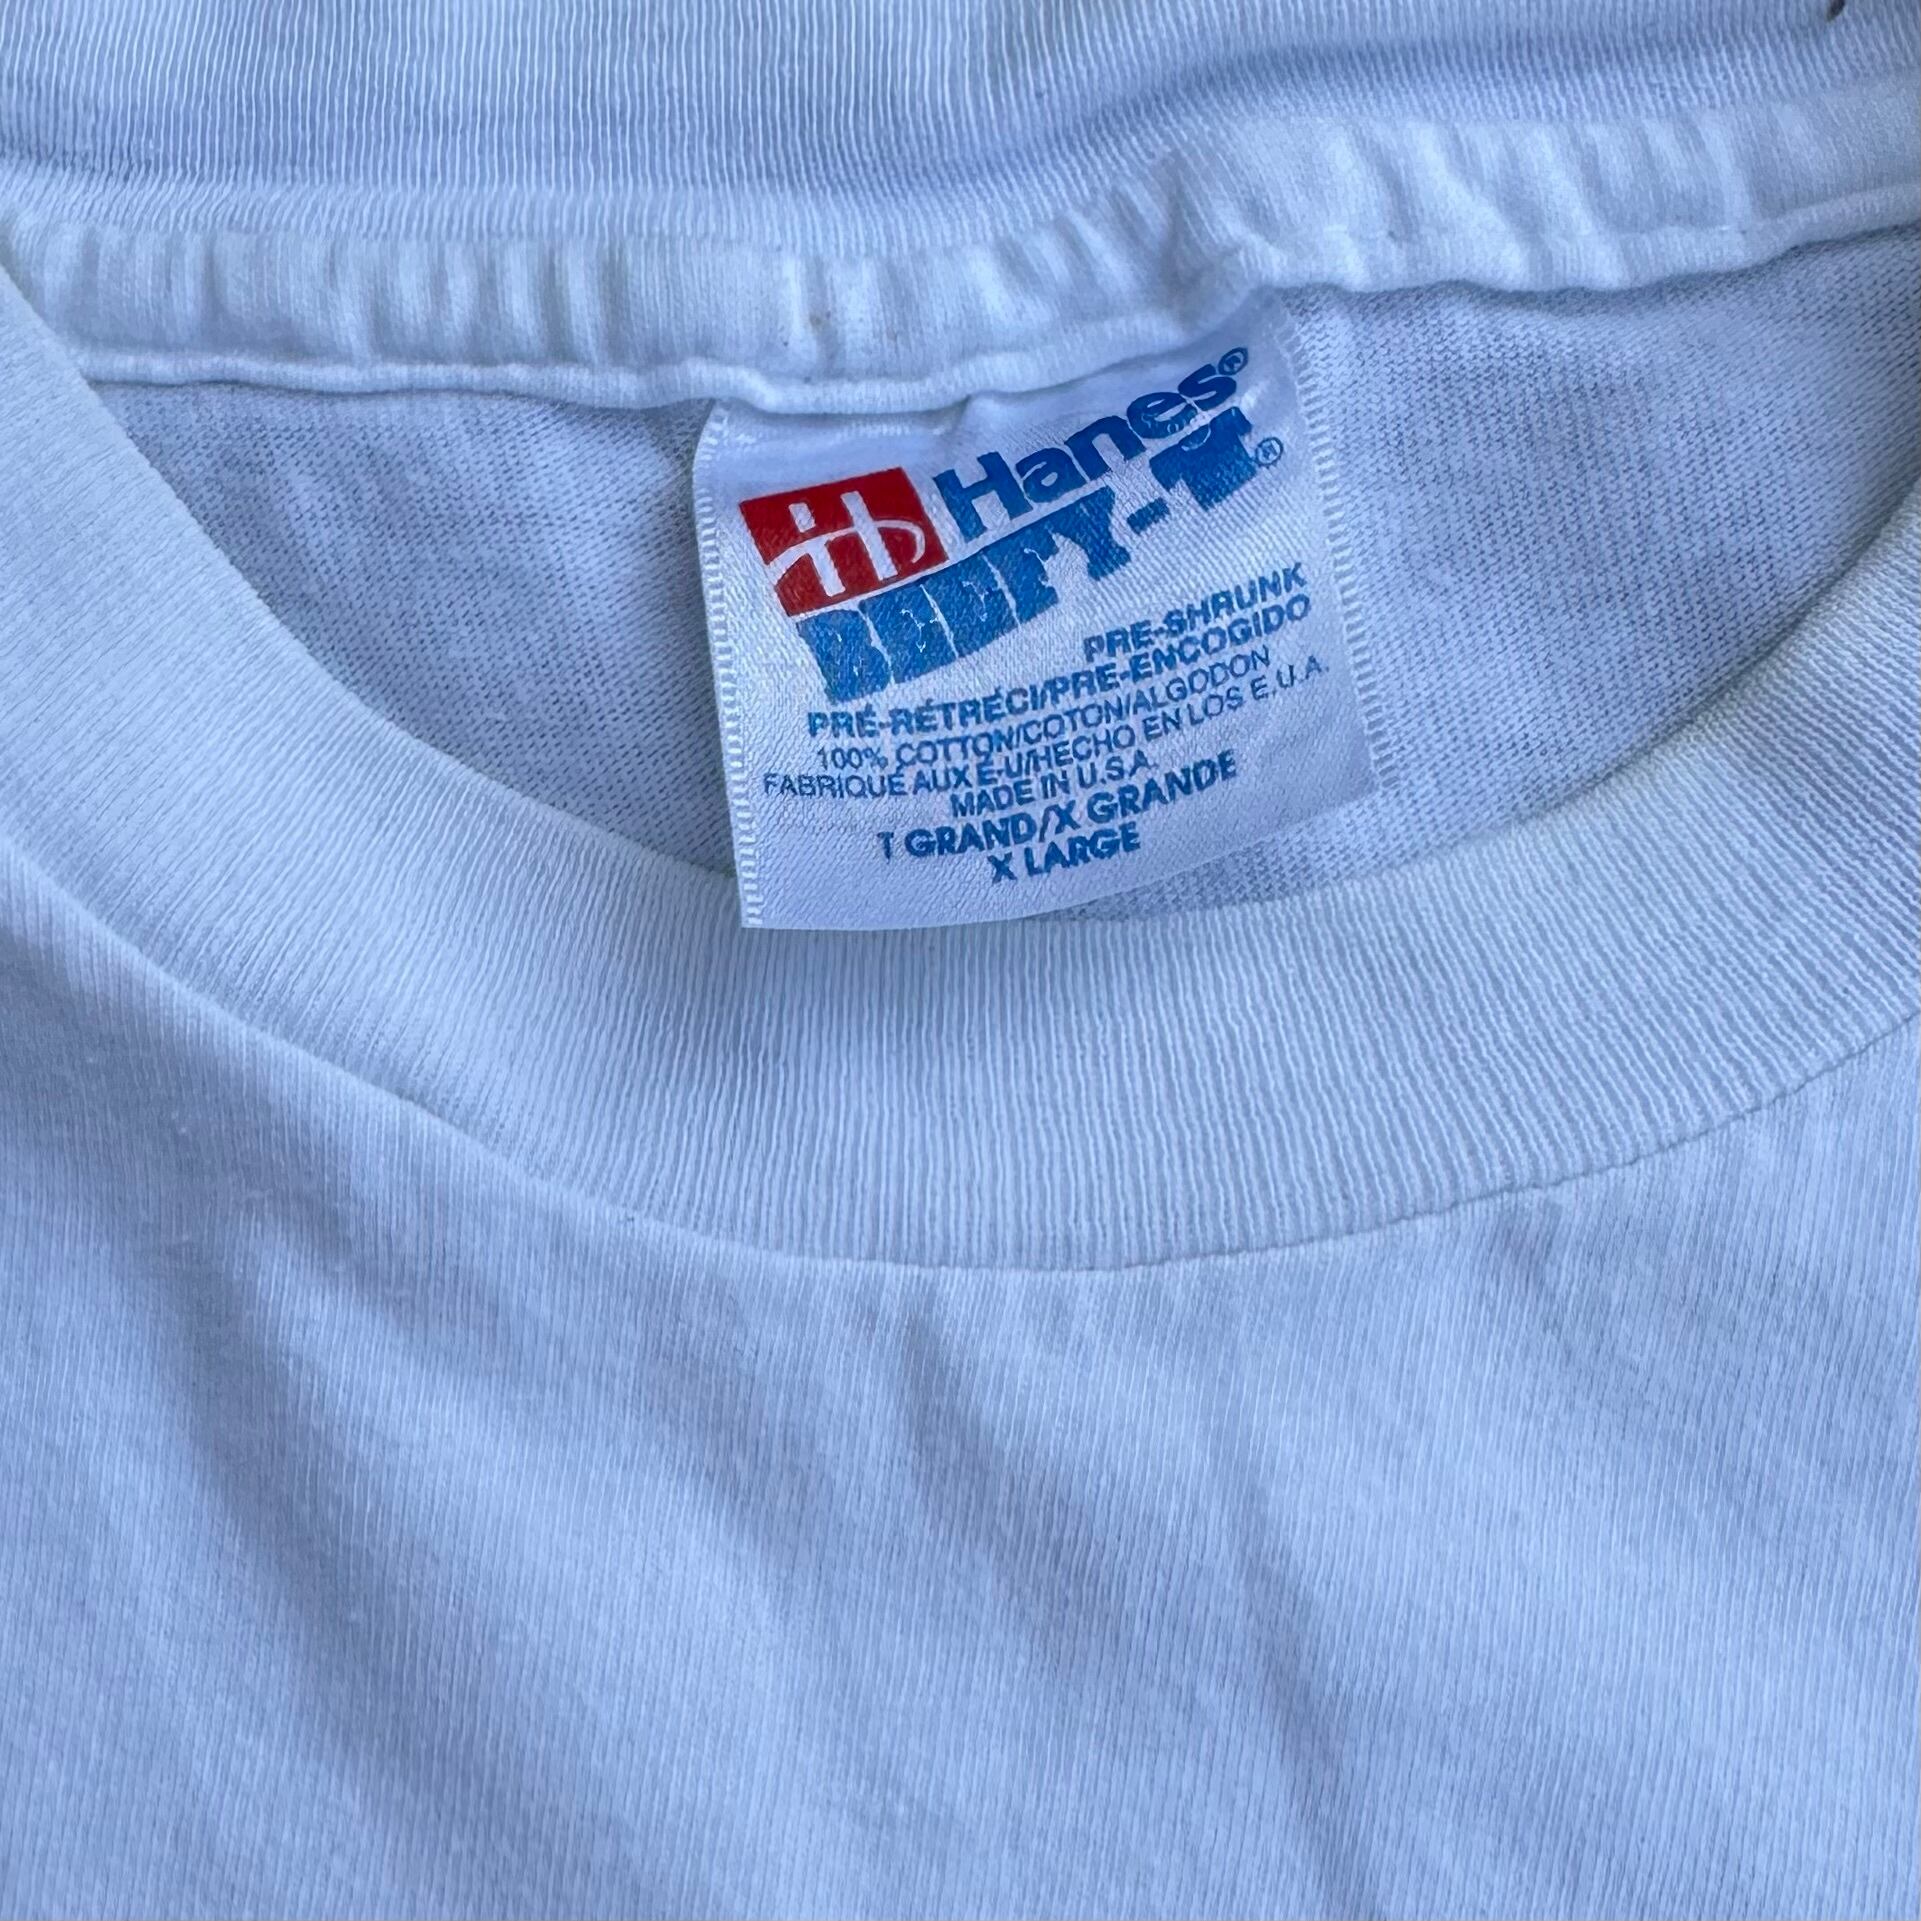 Hanes®
BEEFY-T®
PRE-SHRUNK
PRÉ-RÉTRÉCI/PRE-ENCOGIDO
100% COTTON/COTON/ALGODON
FABRIQUÉ AUX E-U/HECHO EN LOS E.U.A.
MADE IN U.S.A.
T GRAND/X GRANDE
X LARGE